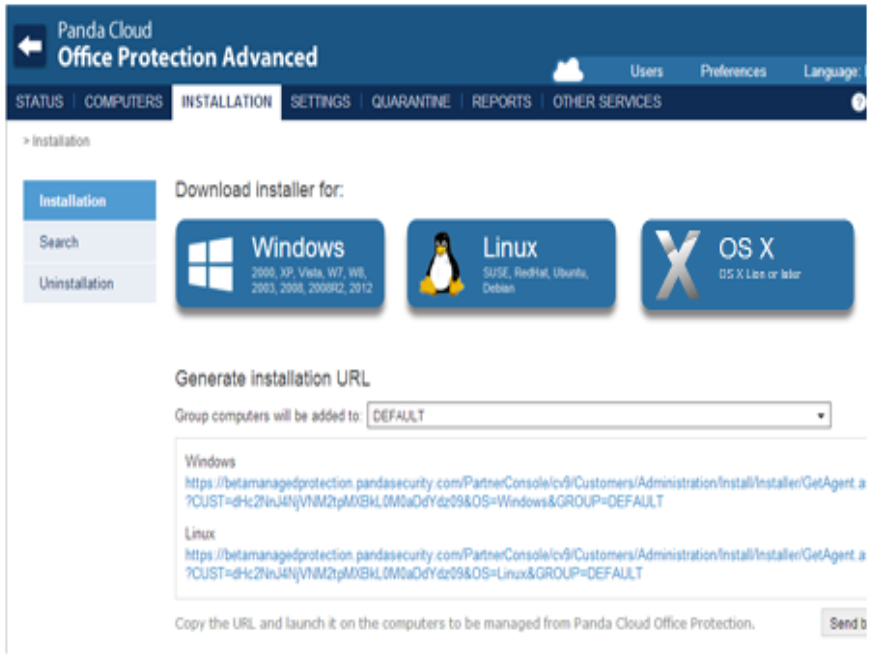 Panda Cloud
Office Protection Advanced
Users Preferences Language:
STATUS COMPUTERS INSTALLATION SETTINGS QUARANTINE REPORTS OTHER SERVICES ?
> Installation
Installation
Search
Uninstallation
Download installer for:
Windows
2000, XP, Vista, W7, W8,
2003, 2008, 2008R2, 2012
Linux
SUSE, RedHat, Ubuntu,
Debian
OS X
OS X Lion or later
Generate installation URL
Group computers will be added to: DEFAULT
Windows
https://betamanagedprotection.pandasecurity.com/PartnerConsole/cv9/Customers/Administration/Install/Installer/GetAgent.a
?CUST=dHc2NnJ4NjVNM2tpMXBkL0M0aDdYdz09&OS=Windows&GROUP=DEFAULT
Linux
https://betamanagedprotection.pandasecurity.com/PartnerConsole/cv9/Customers/Administration/Install/Installer/GetAgent.a
?CUST=dHc2NnJ4NjVNM2tpMXBkL0M0aDdYdz09&OS=Linux&GROUP=DEFAULT
Copy the URL and launch it on the computers to be managed from Panda Cloud Office Protection.
Send b